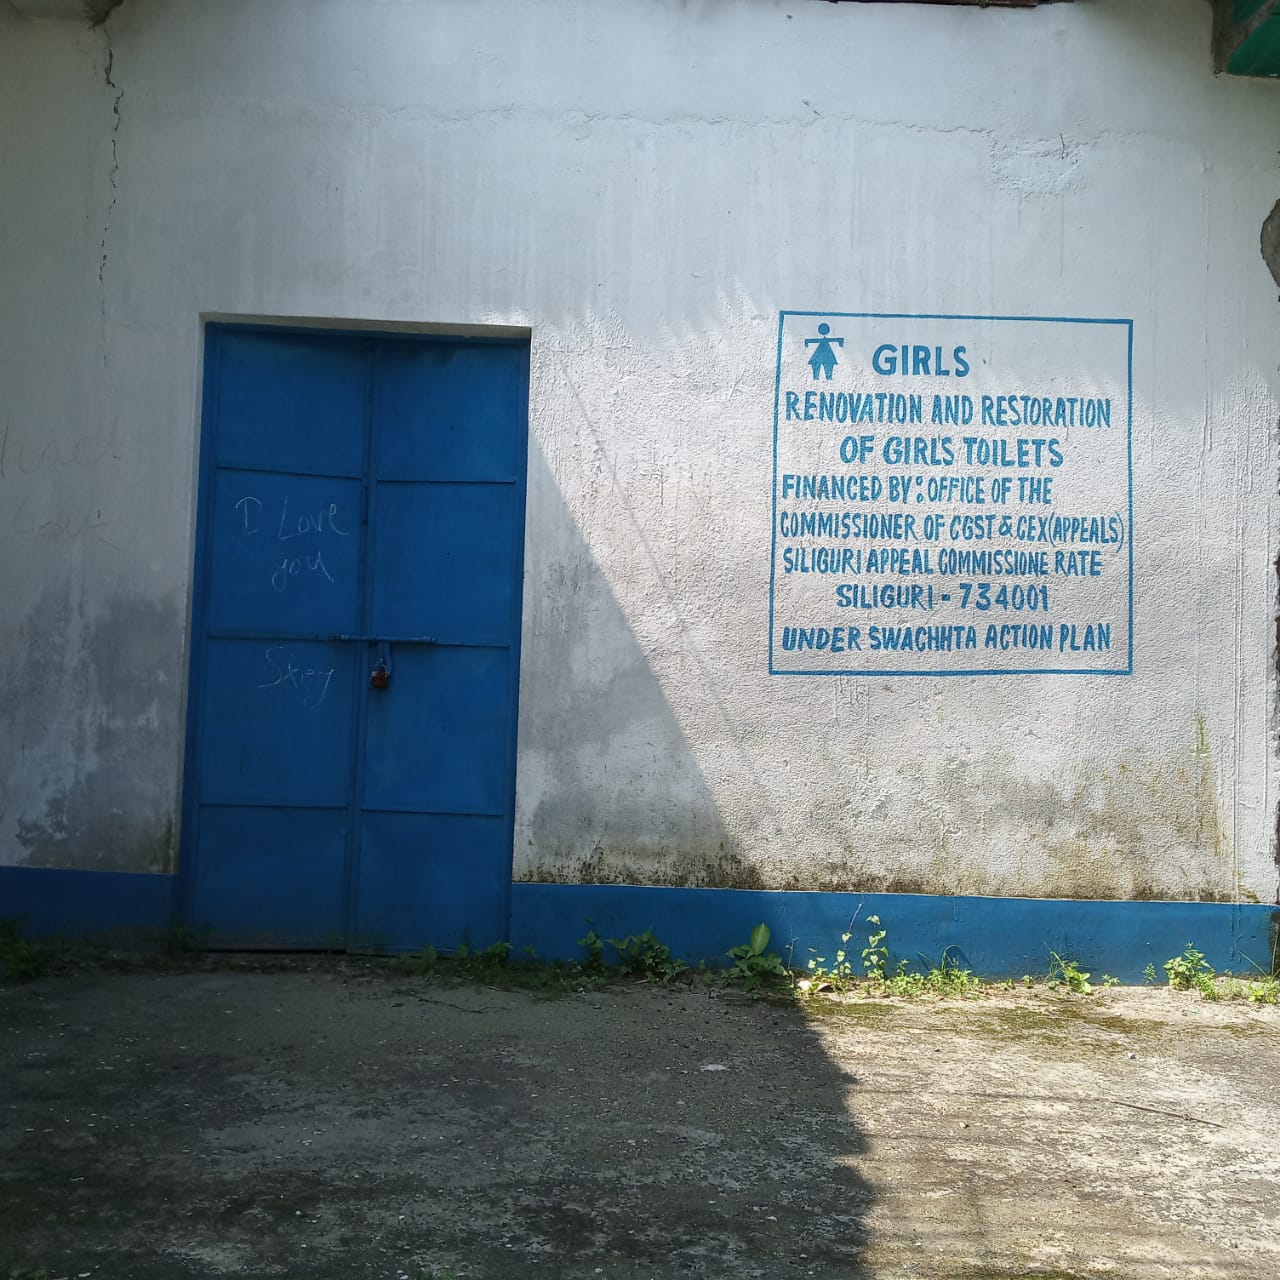 GIRLS
RENOVATION AND RESTORATION
OF GIRL'S TOILETS
FINANCED BY: OFFICE OF THE
COMMISSIONER OF CGST & CEX(APPEALS)
SILIGURI APPEAL COMMISSIONE RATE
SILIGURI - 734001
UNDER SWACHHTA ACTION PLAN
I Love
you